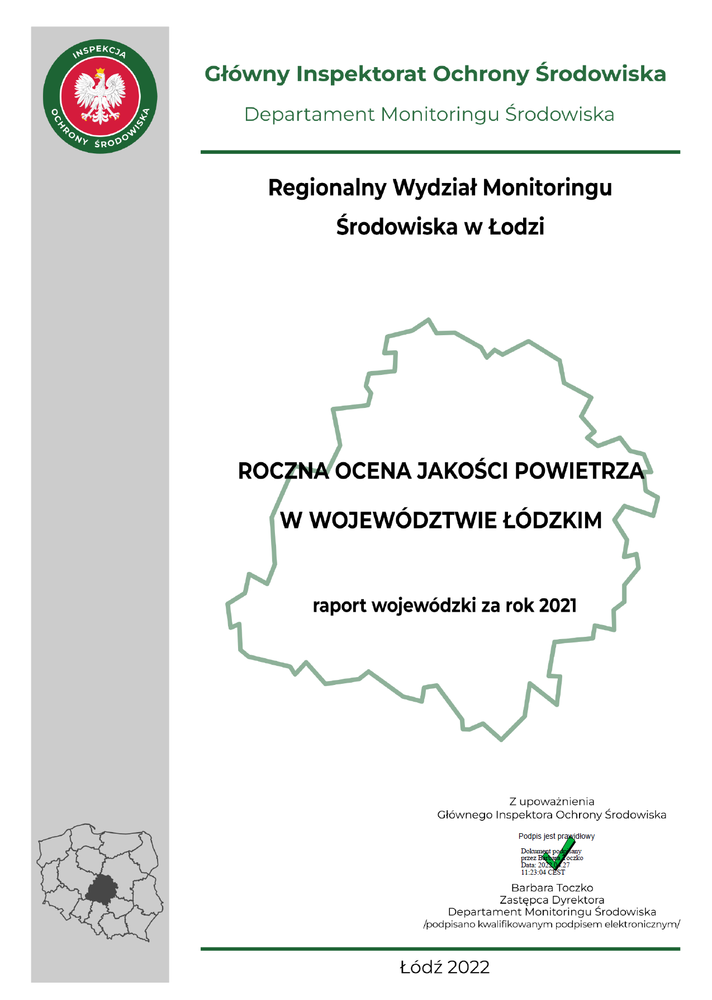 INSPEKCJA
OCHRONY ŚRODOWISKA
Główny Inspektorat Ochrony Środowiska
Departament Monitoringu Środowiska
Regionalny Wydział Monitoringu
Środowiska w Łodzi
ROCZNA OCENA JAKOŚCI POWIETRZA
W WOJEWÓDZTWIE ŁÓDZKIM
raport wojewódzki za rok 2021
Z upoważnienia
Głównego Inspektora Ochrony Środowiska
Podpis jest prawidłowy
Dokument podpisany
przez Barbara Toczko
Data: 2022.04.27
11:23:04 CEST
Barbara Toczko
Zastępca Dyrektora
Departament Monitoringu Środowiska
/podpisano kwalifikowanym podpisem elektronicznym/
Łódź 2022